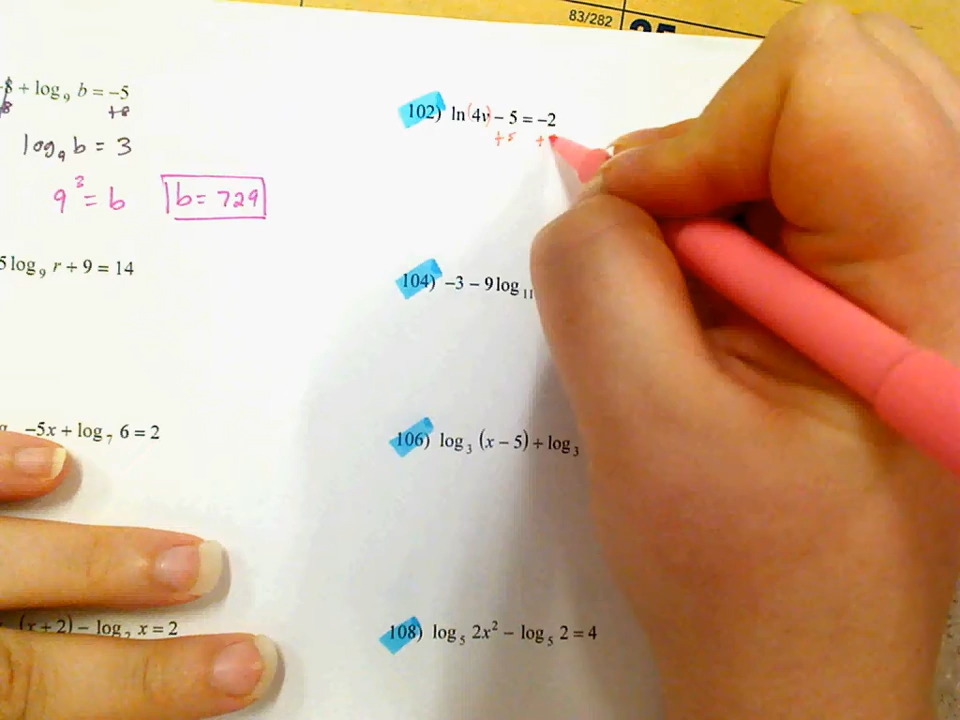 83/282
+ log₉ b = −5
+8
log₉ b = 3
9³ = b
b = 729
5 log₉ r + 9 = 14
−5x + log₇ 6 = 2
(x + 2) − log₂ x = 2
102) ln (4v) − 5 = −2
+5 +
104) −3 − 9 log₁₁
106) log₃ (x − 5) + log₃
108) log₅ 2x² − log₅ 2 = 4